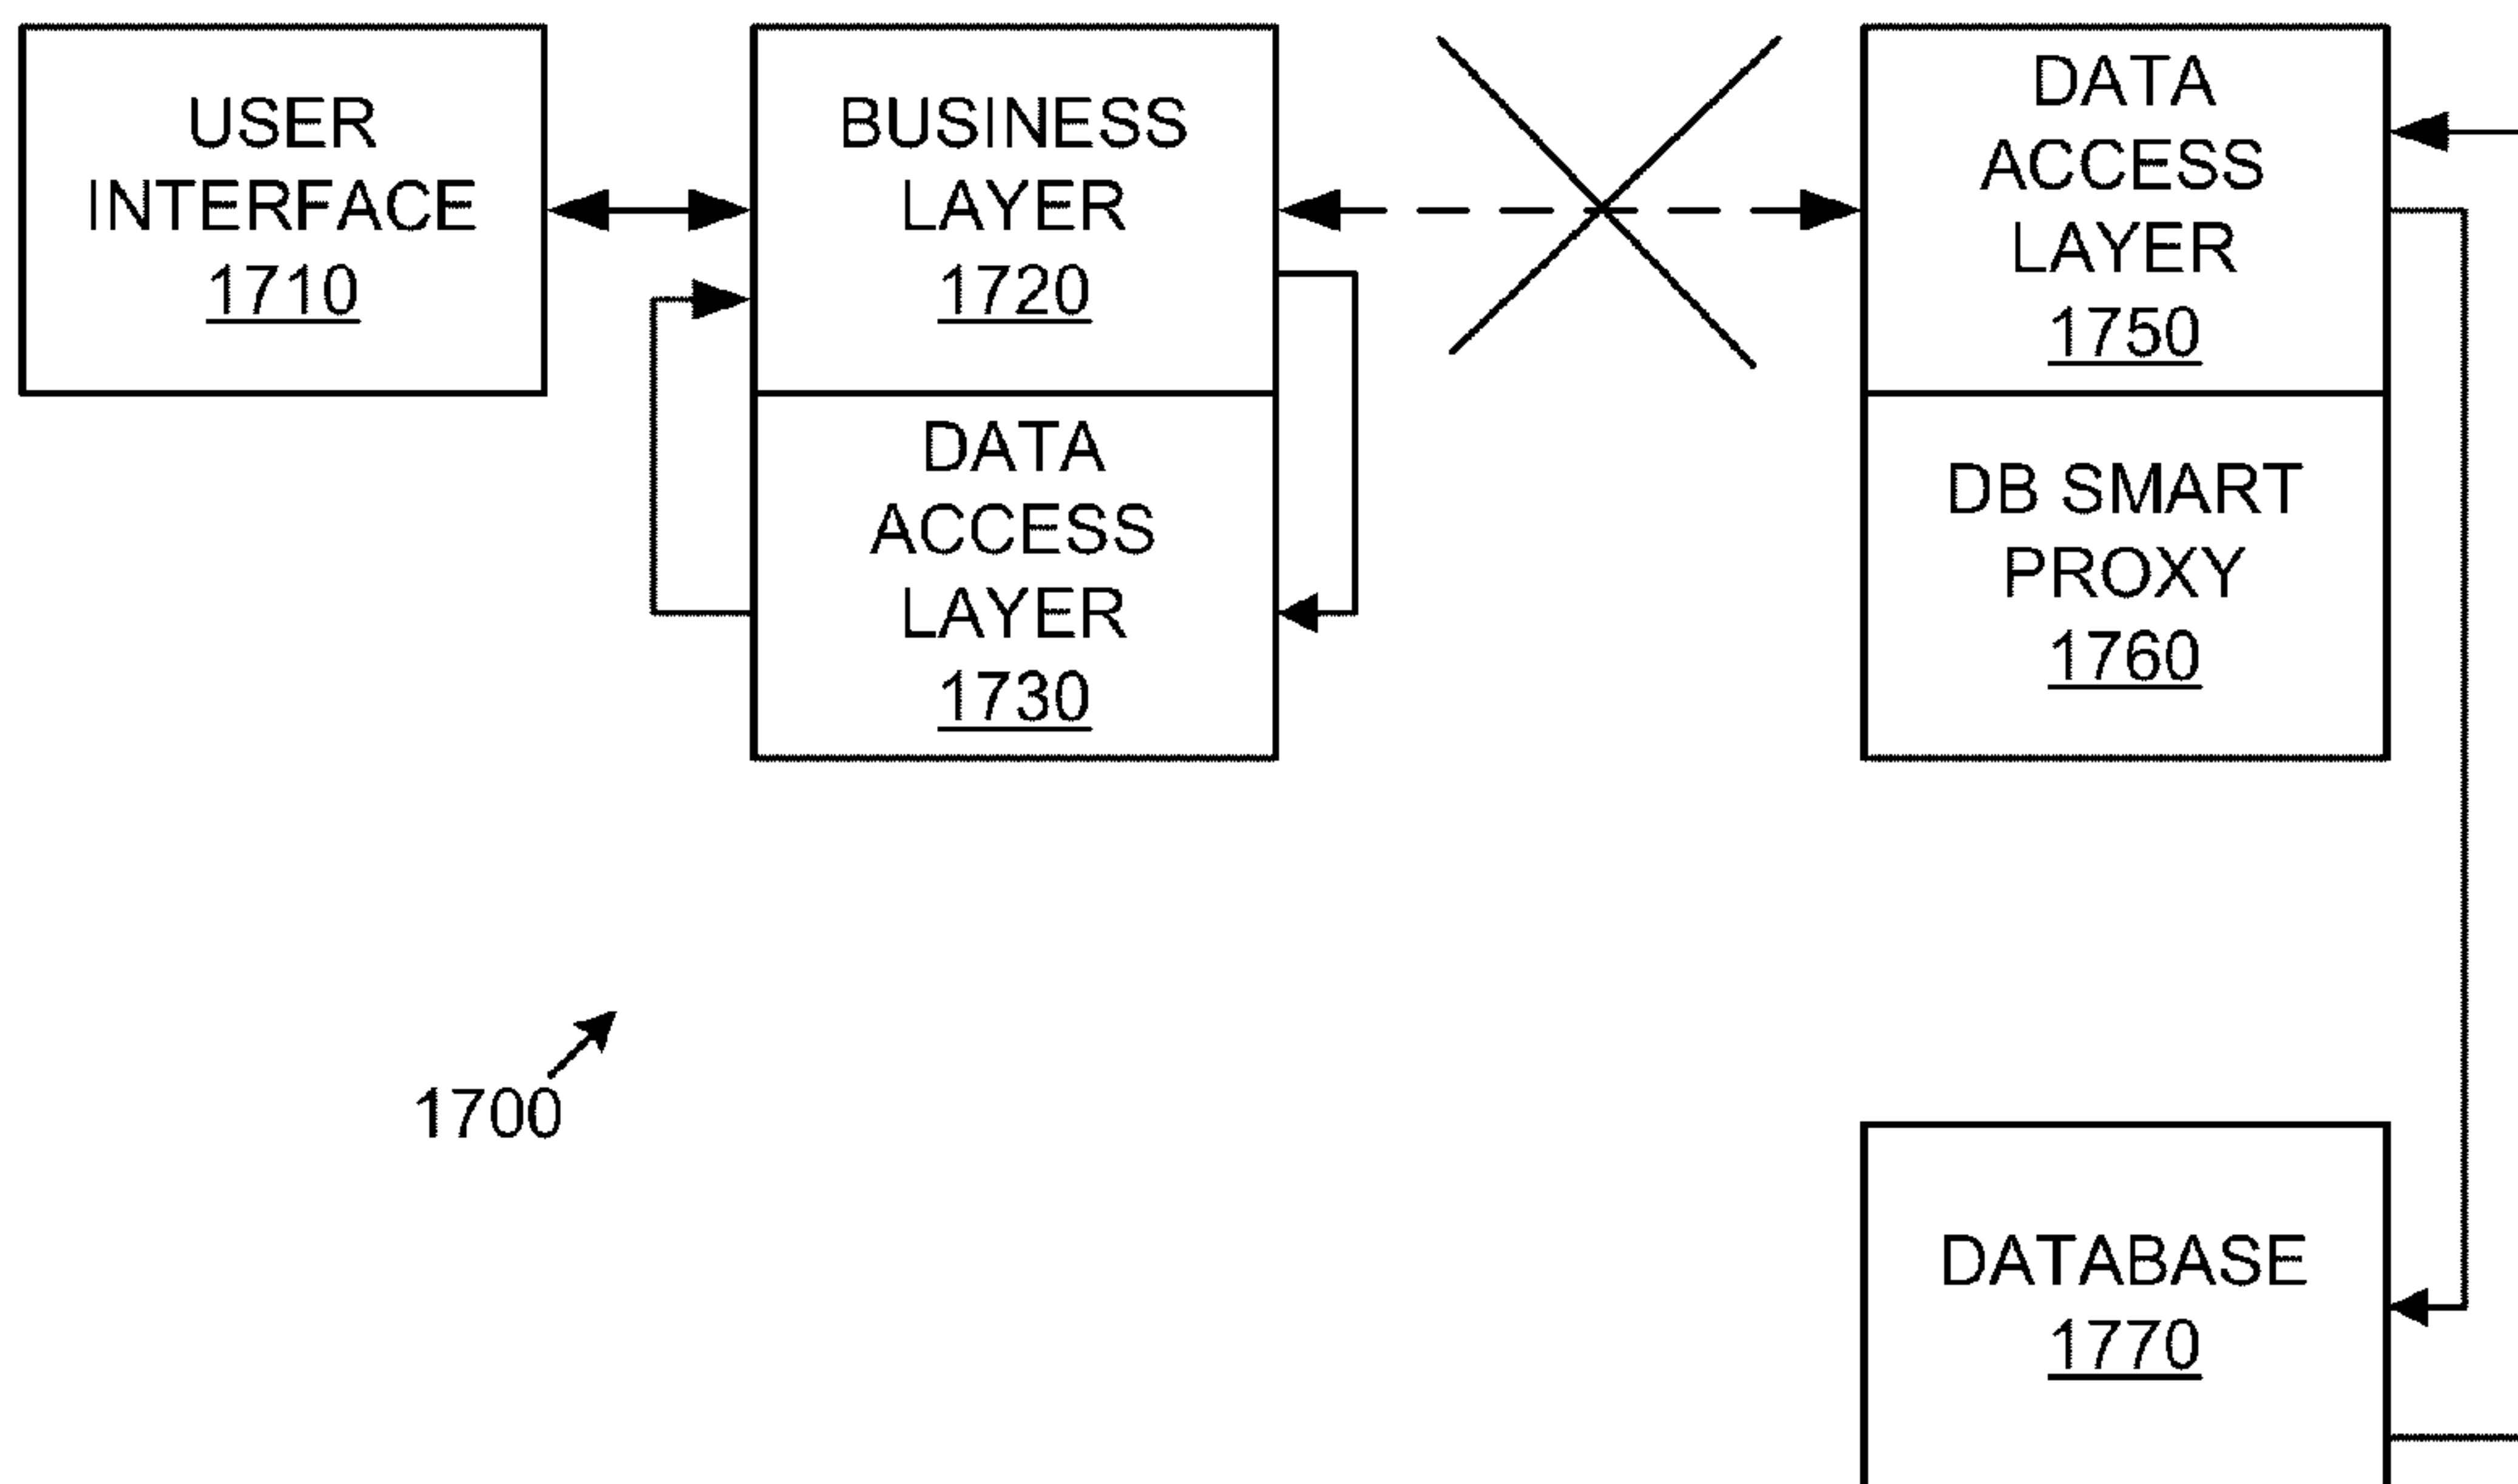 USER
INTERFACE
1710
BUSINESS
LAYER
1720
DATA
ACCESS
LAYER
1730
DATA
ACCESS
LAYER
1750
DB SMART
PROXY
1760
1700
DATABASE
1770